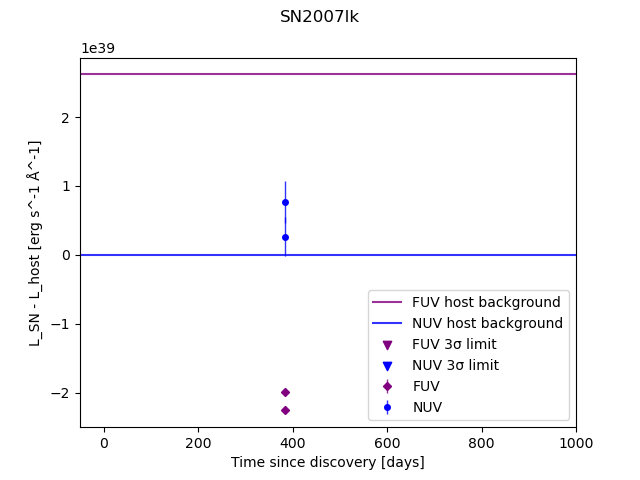 SN2007lk
1e39
2
1
0
−1
−2
L_SN - L_host [erg s^-1 Å^-1]
FUV host background
NUV host background
FUV 3σ limit
NUV 3σ limit
FUV
NUV
0 200 400 600 800 1000
Time since discovery [days]